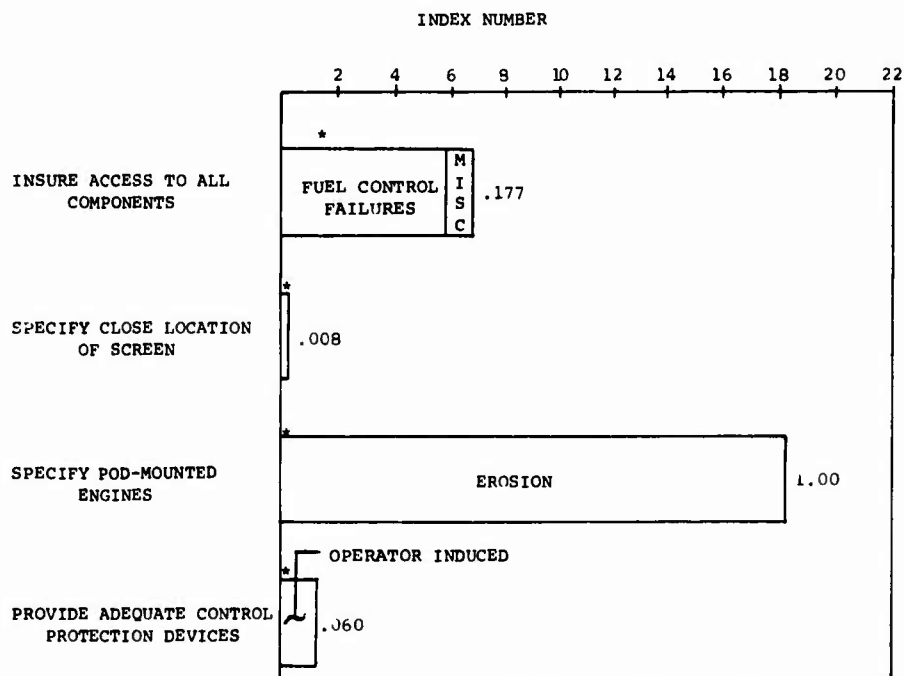 INDEX NUMBER
2 4 6 8 10 12 14 16 18 20 22
*
INSURE ACCESS TO ALL
COMPONENTS
FUEL CONTROL
FAILURES
M
I
S
C
.177
*
SPECIFY CLOSE LOCATION
OF SCREEN
.008
*
SPECIFY POD-MOUNTED
ENGINES
EROSION
1.00
OPERATOR INDUCED
*
PROVIDE ADEQUATE CONTROL
PROTECTION DEVICES
.060